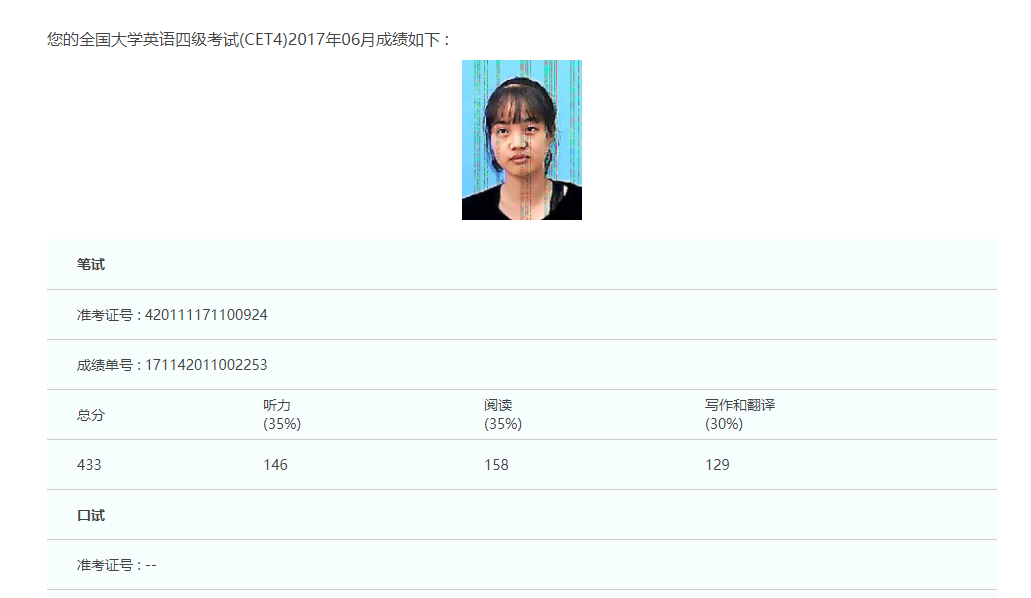 您的全国大学英语四级考试(CET4)2017年06月成绩如下：
笔试
准考证号：420111171100924
成绩单号：171142011002253
总分 听力 (35%) 阅读 (35%) 写作和翻译 (30%)
433 146 158 129
口试
准考证号：--